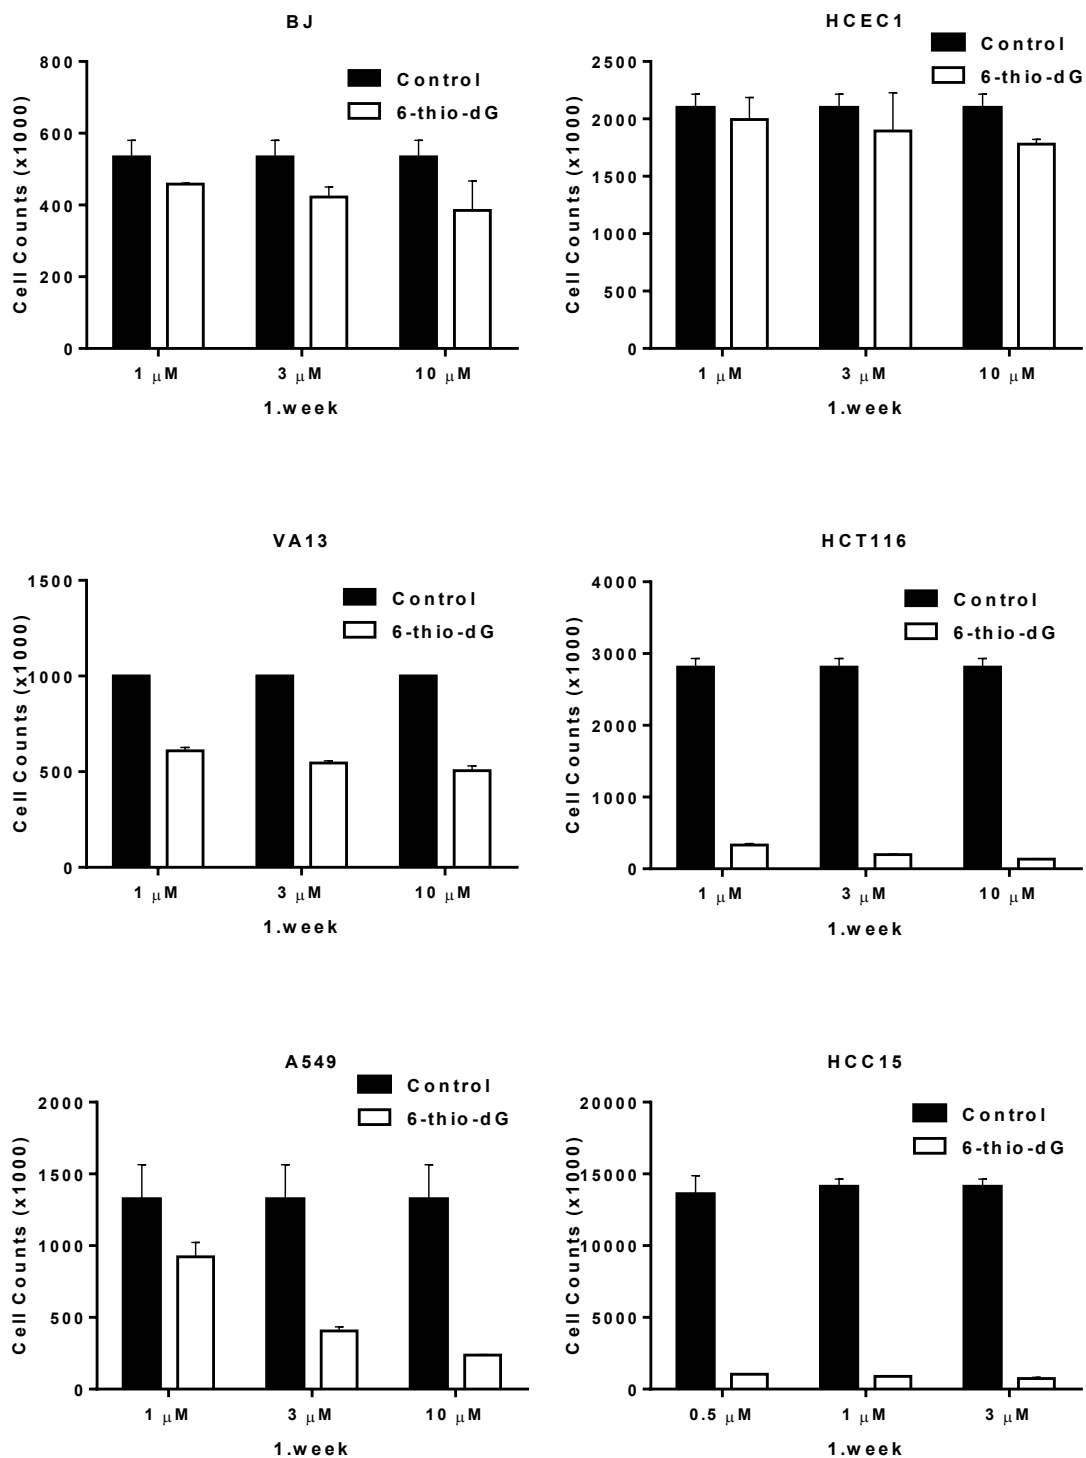 BJ
Control
6-thio-dG
Cell Counts (x1000)
800
600
400
200
0
1 μM 3 μM 10 μM
1.week
HCEC1
Control
6-thio-dG
Cell Counts (x1000)
2500
2000
1500
1000
500
0
1 μM 3 μM 10 μM
1.week
VA13
Control
6-thio-dG
Cell Counts (x1000)
1500
1000
500
0
1 μM 3 μM 10 μM
1.week
HCT116
Control
6-thio-dG
Cell Counts (x1000)
4000
3000
2000
1000
0
1 μM 3 μM 10 μM
1.week
A549
Control
6-thio-dG
Cell Counts (x1000)
2000
1500
1000
500
0
1 μM 3 μM 10 μM
1.week
HCC15
Control
6-thio-dG
Cell Counts (x1000)
20000
15000
10000
5000
0
0.5 μM 1 μM 3 μM
1.week